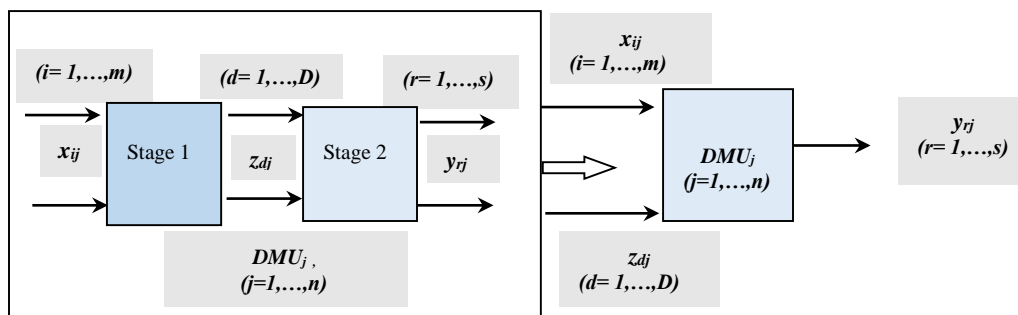 (i= 1,…,m)
(d= 1,…,D)
(r= 1,…,s)
xij
Stage 1
zdj
Stage 2
yrj
DMUj ,
(j=1,…,n)
xij
(i= 1,…,m)
DMUj
(j=1,…,n)
zdj
(d= 1,…,D)
yrj
(r= 1,…,s)